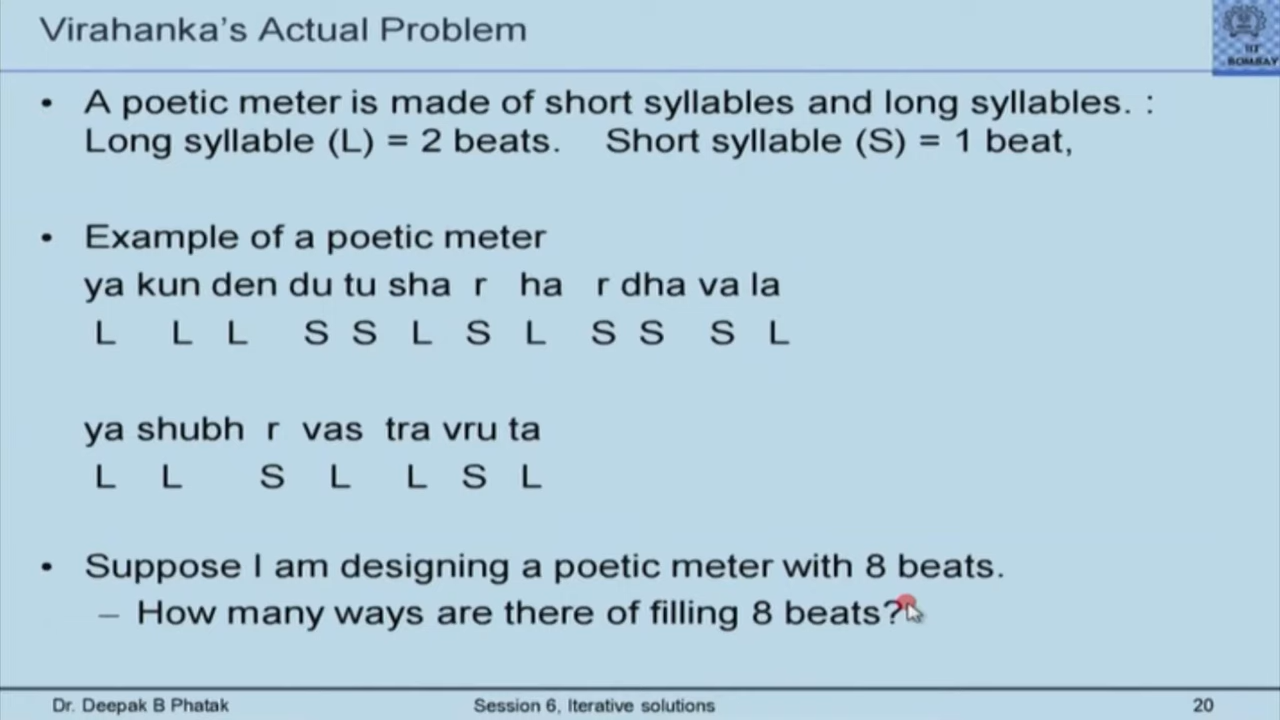 Virahanka's Actual Problem
IIT
BOMBAY
• A poetic meter is made of short syllables and long syllables. :
Long syllable (L) = 2 beats. Short syllable (S) = 1 beat,
• Example of a poetic meter
ya kun den du tu sha r ha r dha va la
L L L S S L S L S S S L
ya shubh r vas tra vru ta
L L S L L S L
• Suppose I am designing a poetic meter with 8 beats.
– How many ways are there of filling 8 beats?
Dr. Deepak B Phatak Session 6, Iterative solutions 20